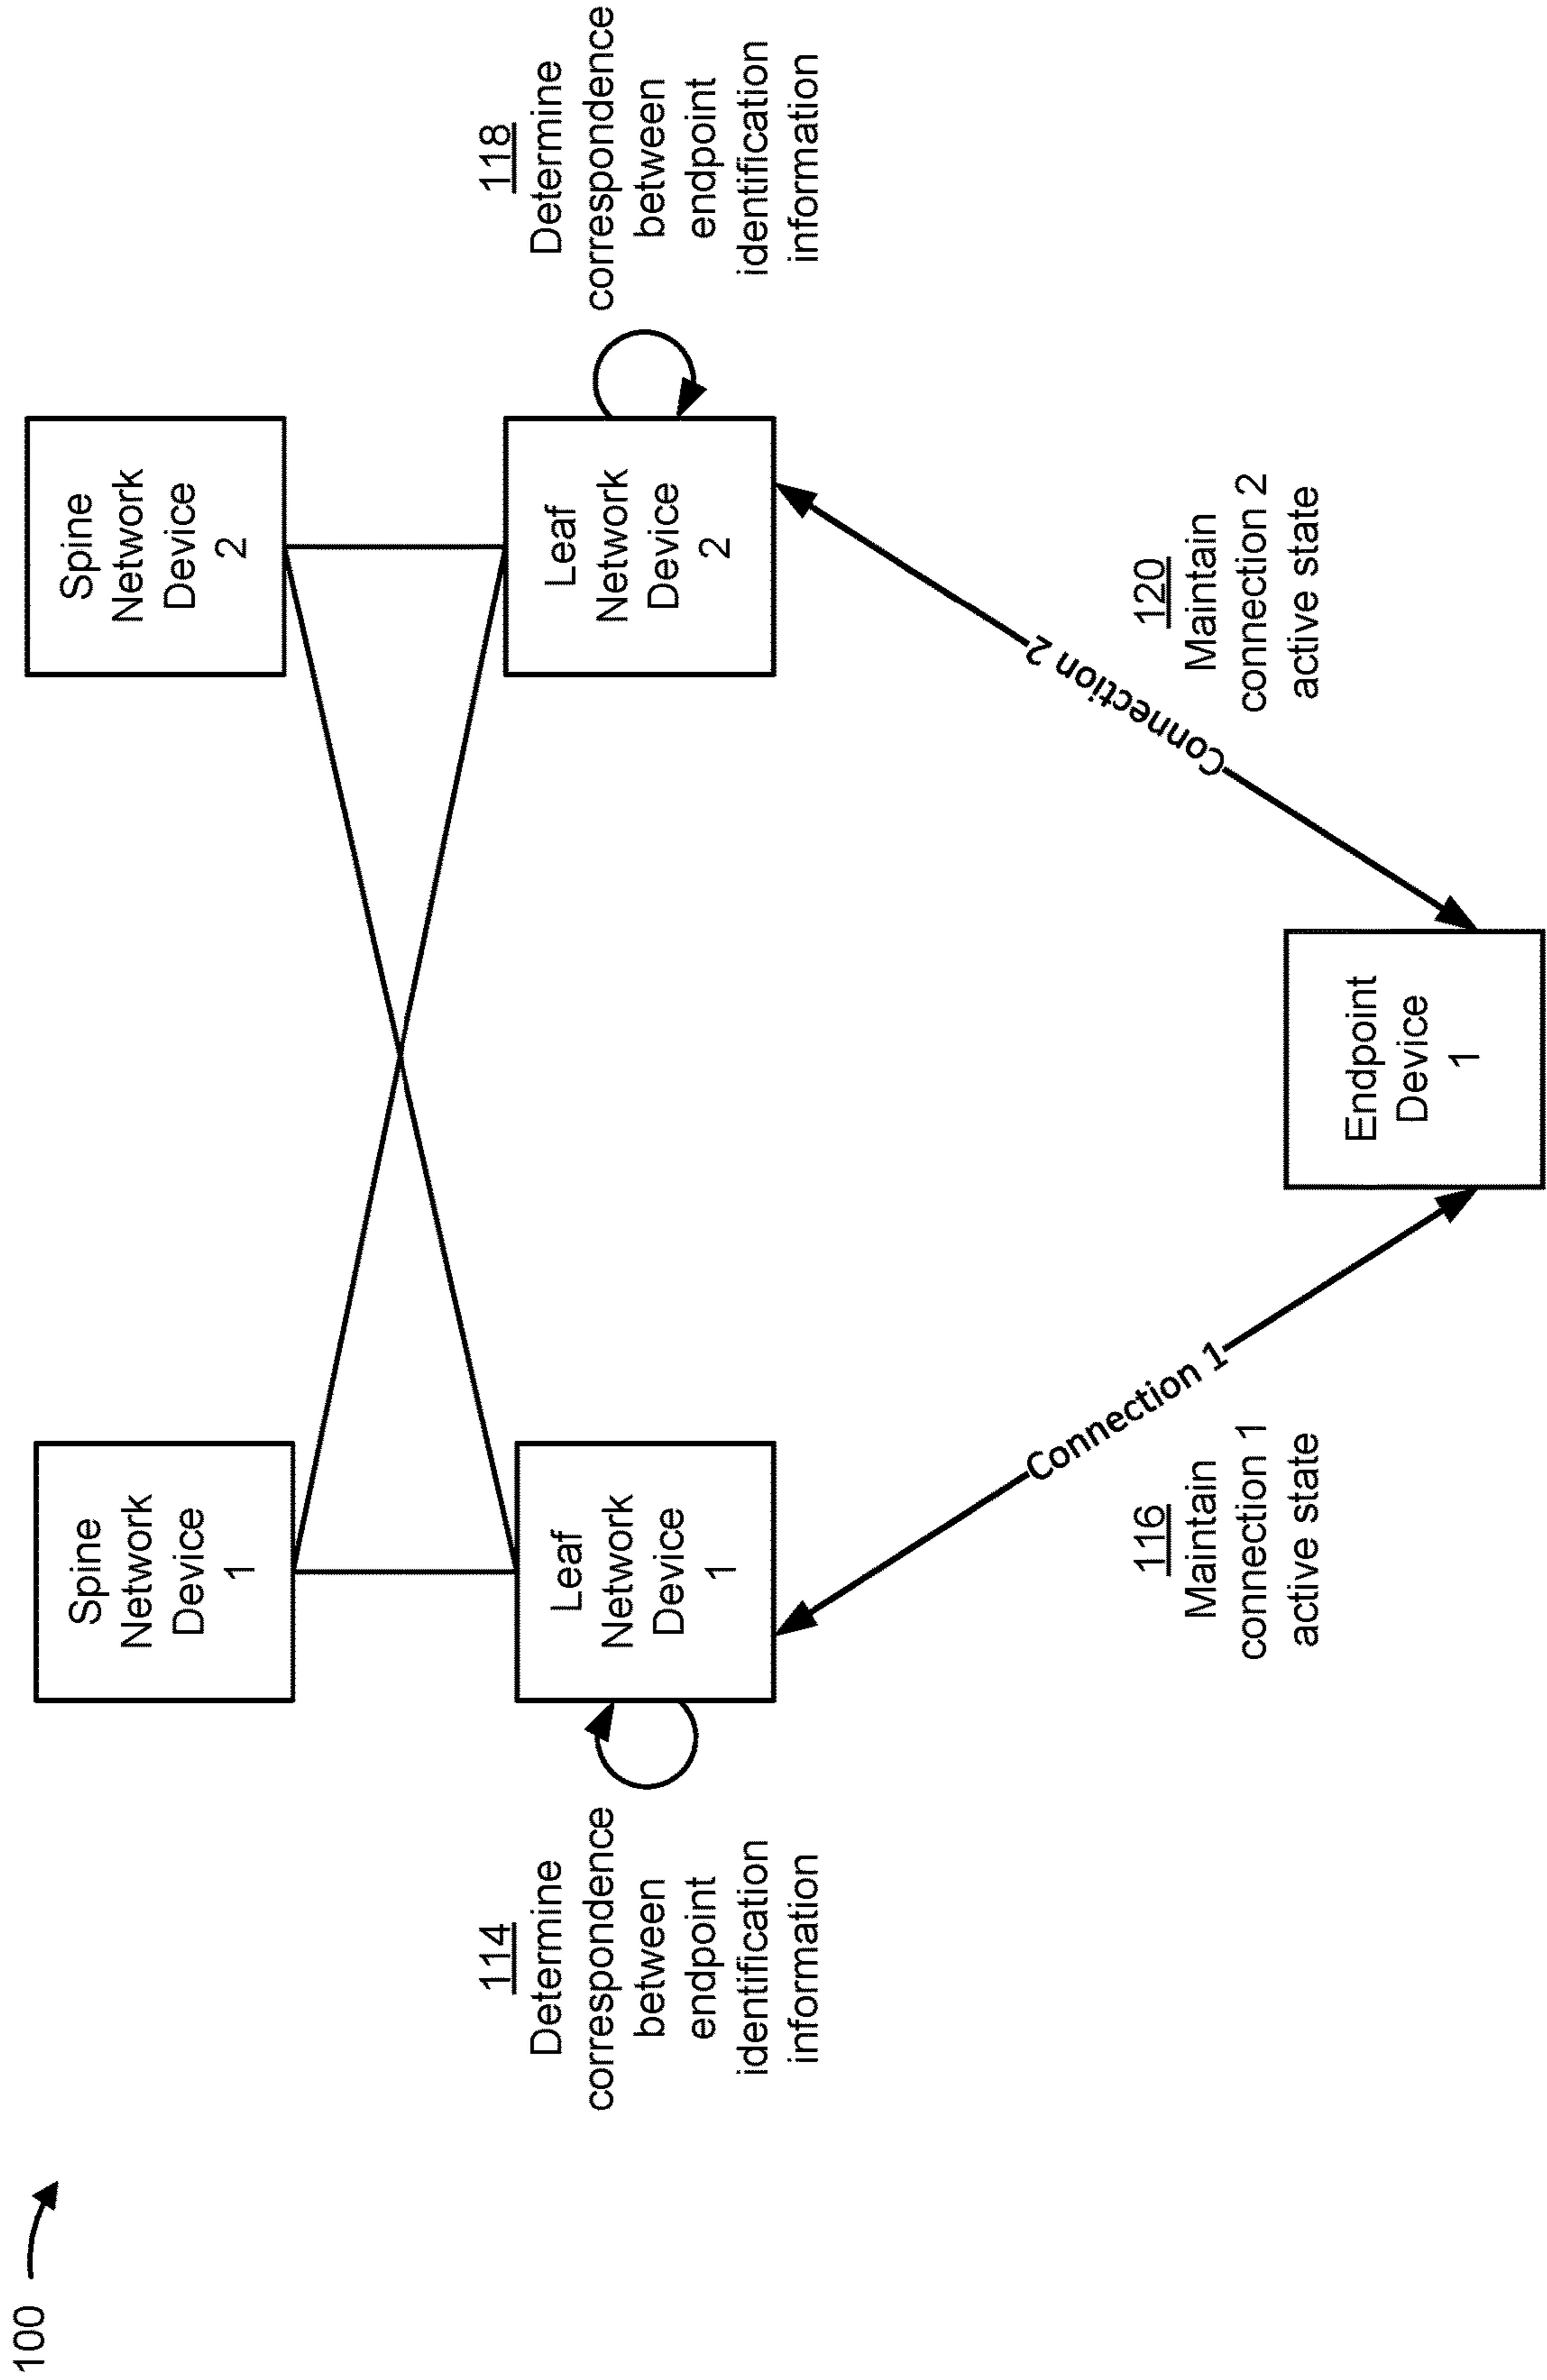 100
Spine
Network
Device
1
Spine
Network
Device
2
114
Determine
correspondence
between
endpoint
identification
information
Leaf
Network
Device
1
Leaf
Network
Device
2
118
Determine
correspondence
between
endpoint
identification
information
Connection 1
Connection 2
116
Maintain
connection 1
active state
120
Maintain
connection 2
active state
Endpoint
Device
1